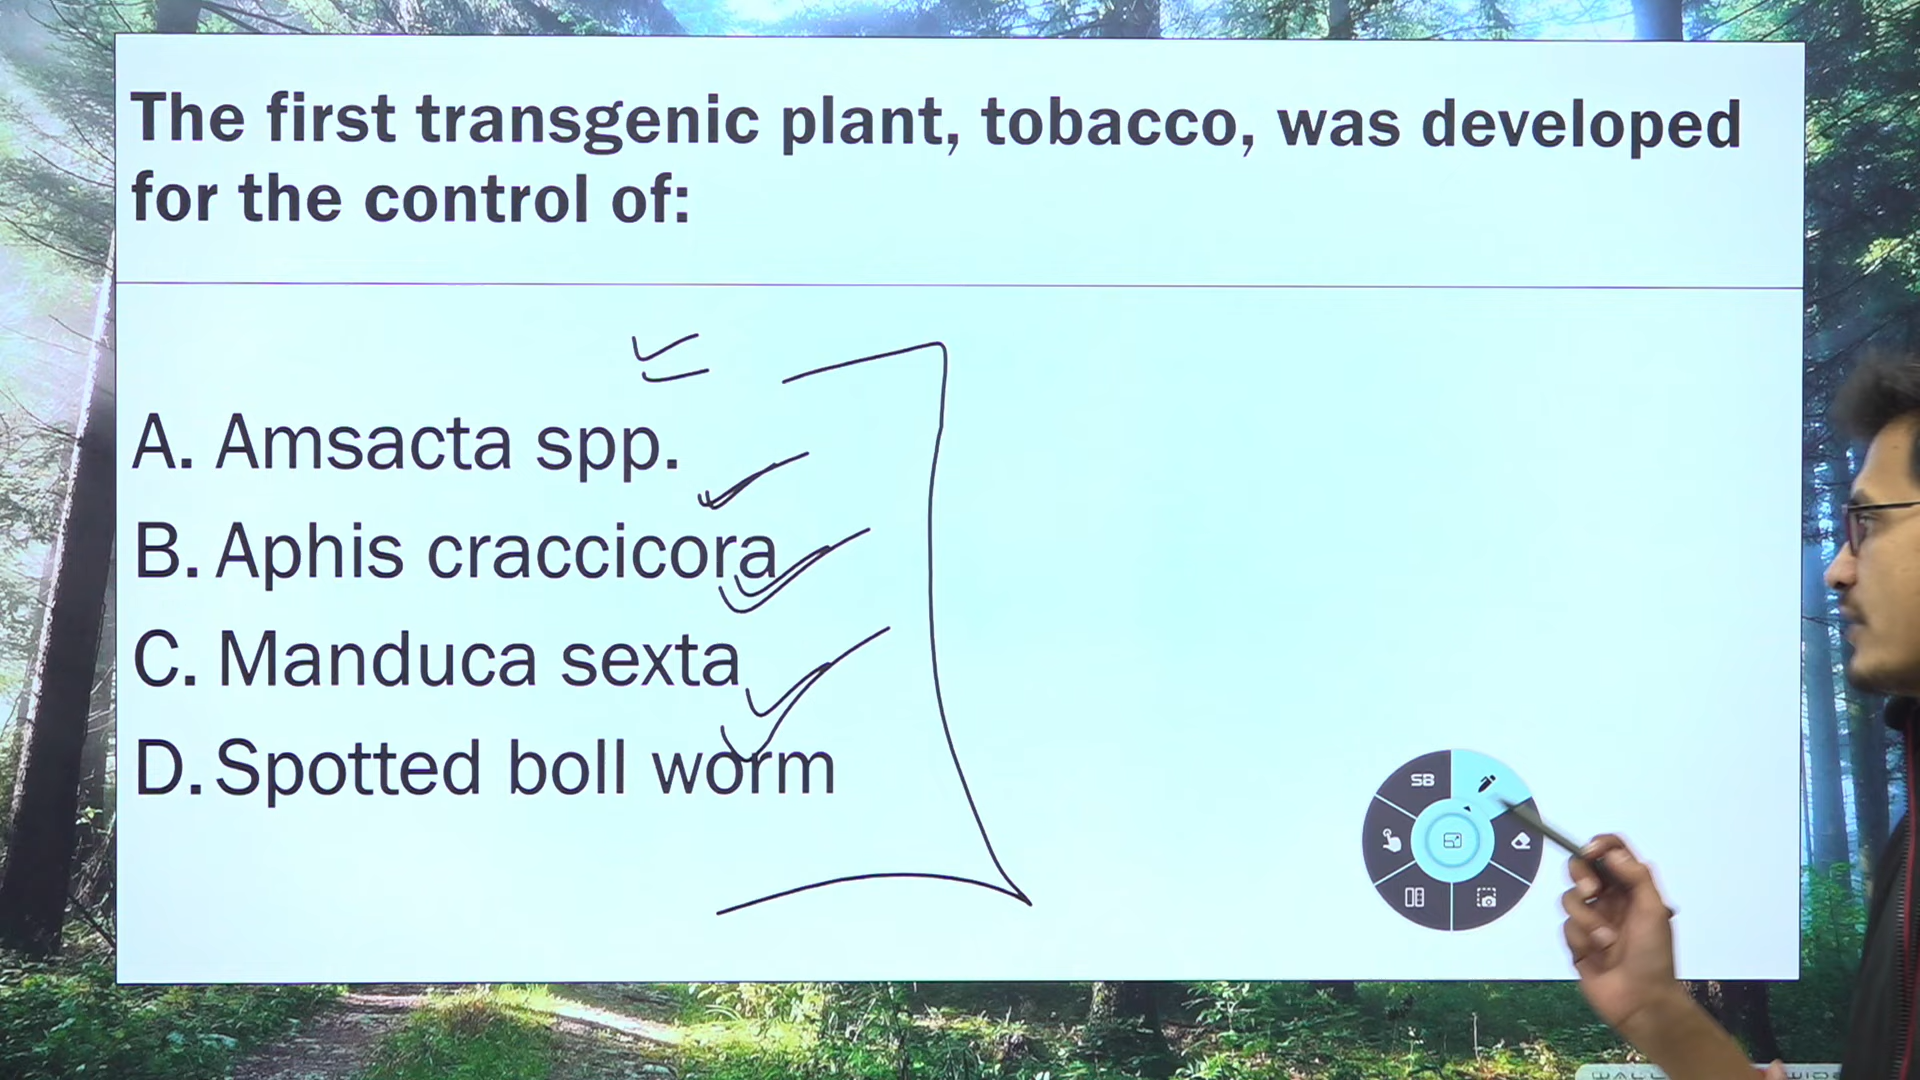 The first transgenic plant, tobacco, was developed
for the control of:
A. Amsacta spp.
B. Aphis craccicora
C. Manduca sexta
D. Spotted boll worm
SB